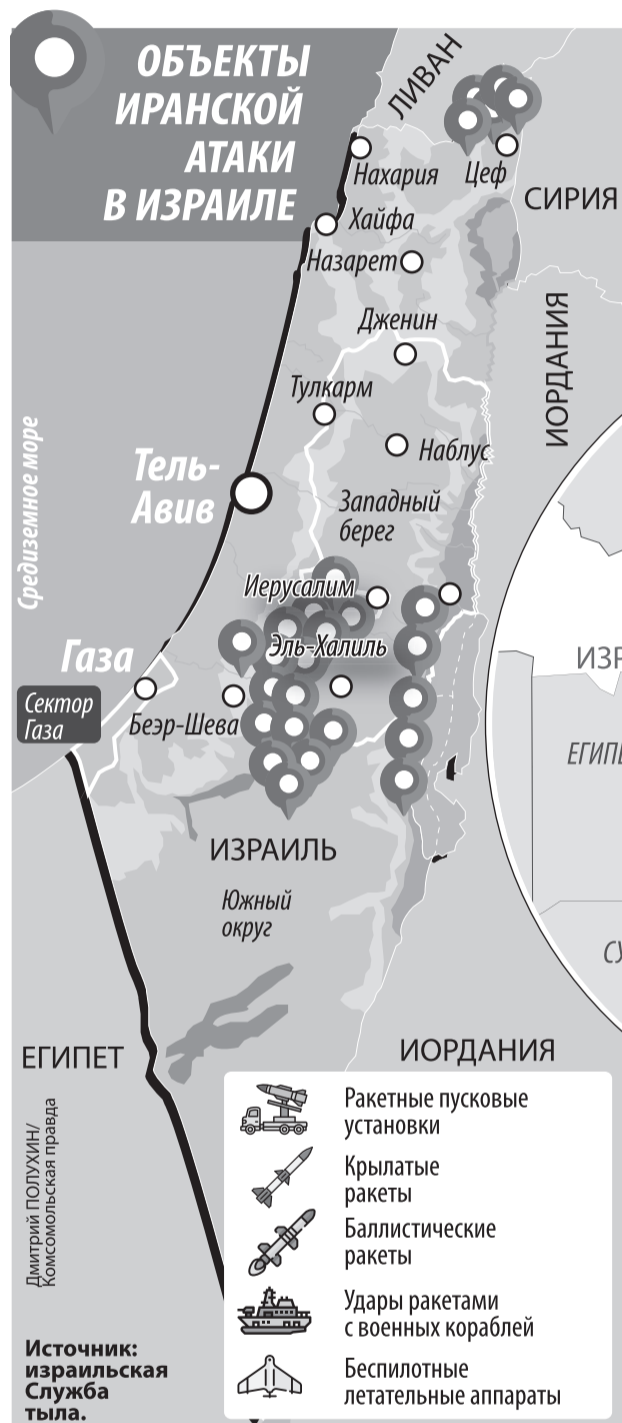 ОБЪЕКТЫ
ИРАНСКОЙ
АТАКИ
В ИЗРАИЛЕ
ЛИВАН
Нахария
Цеф
СИРИЯ
Хайфа
Назарет
Дженин
ИОРДАНИЯ
Тулкарм
Наблус
Средиземное море
Тель-
Авив
Западный
берег
Иерусалим
Эль-Халиль
Газа
Сектор
Газа
Беэр-Шева
ИЗРАИЛЬ
Южный
округ
ЕГИПЕТ
ИОРДАНИЯ
Ракетные пусковые
установки
Крылатые
ракеты
Баллистические
ракеты
Удары ракетами
с военных кораблей
Беспилотные
летательные аппараты
Дмитрий ПОЛУХИН/
Комсомольская правда
Источник:
израильская
Служба
тыла.